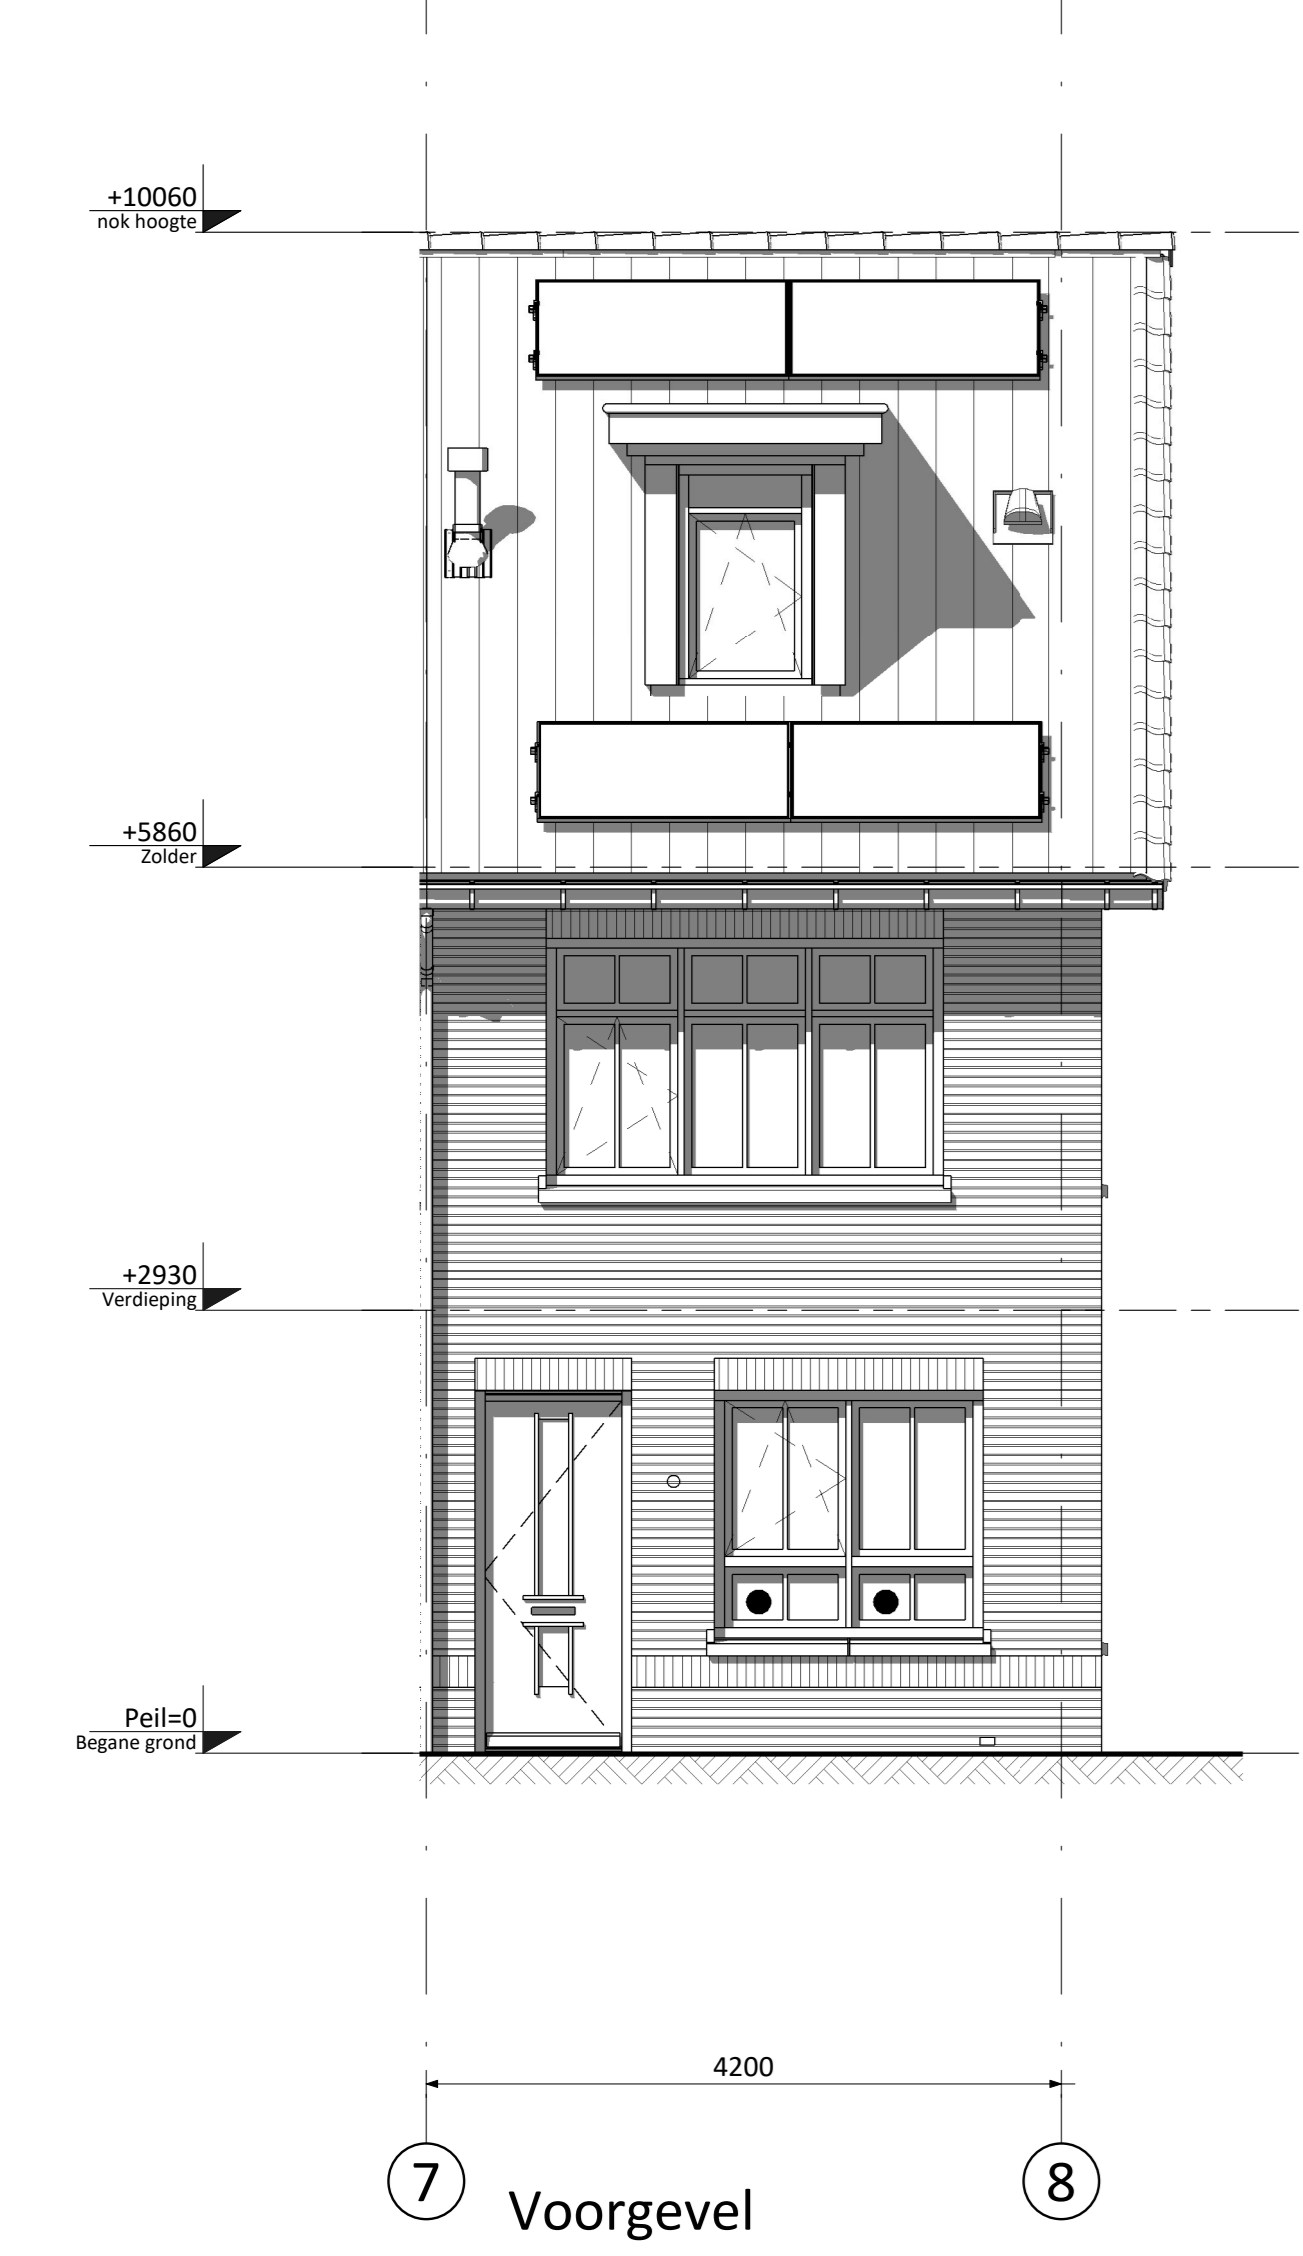 +10060
nok hoogte
+5860
Zolder
+2930
Verdieping
Peil=0
Begane grond
4200
7
8
Voorgevel